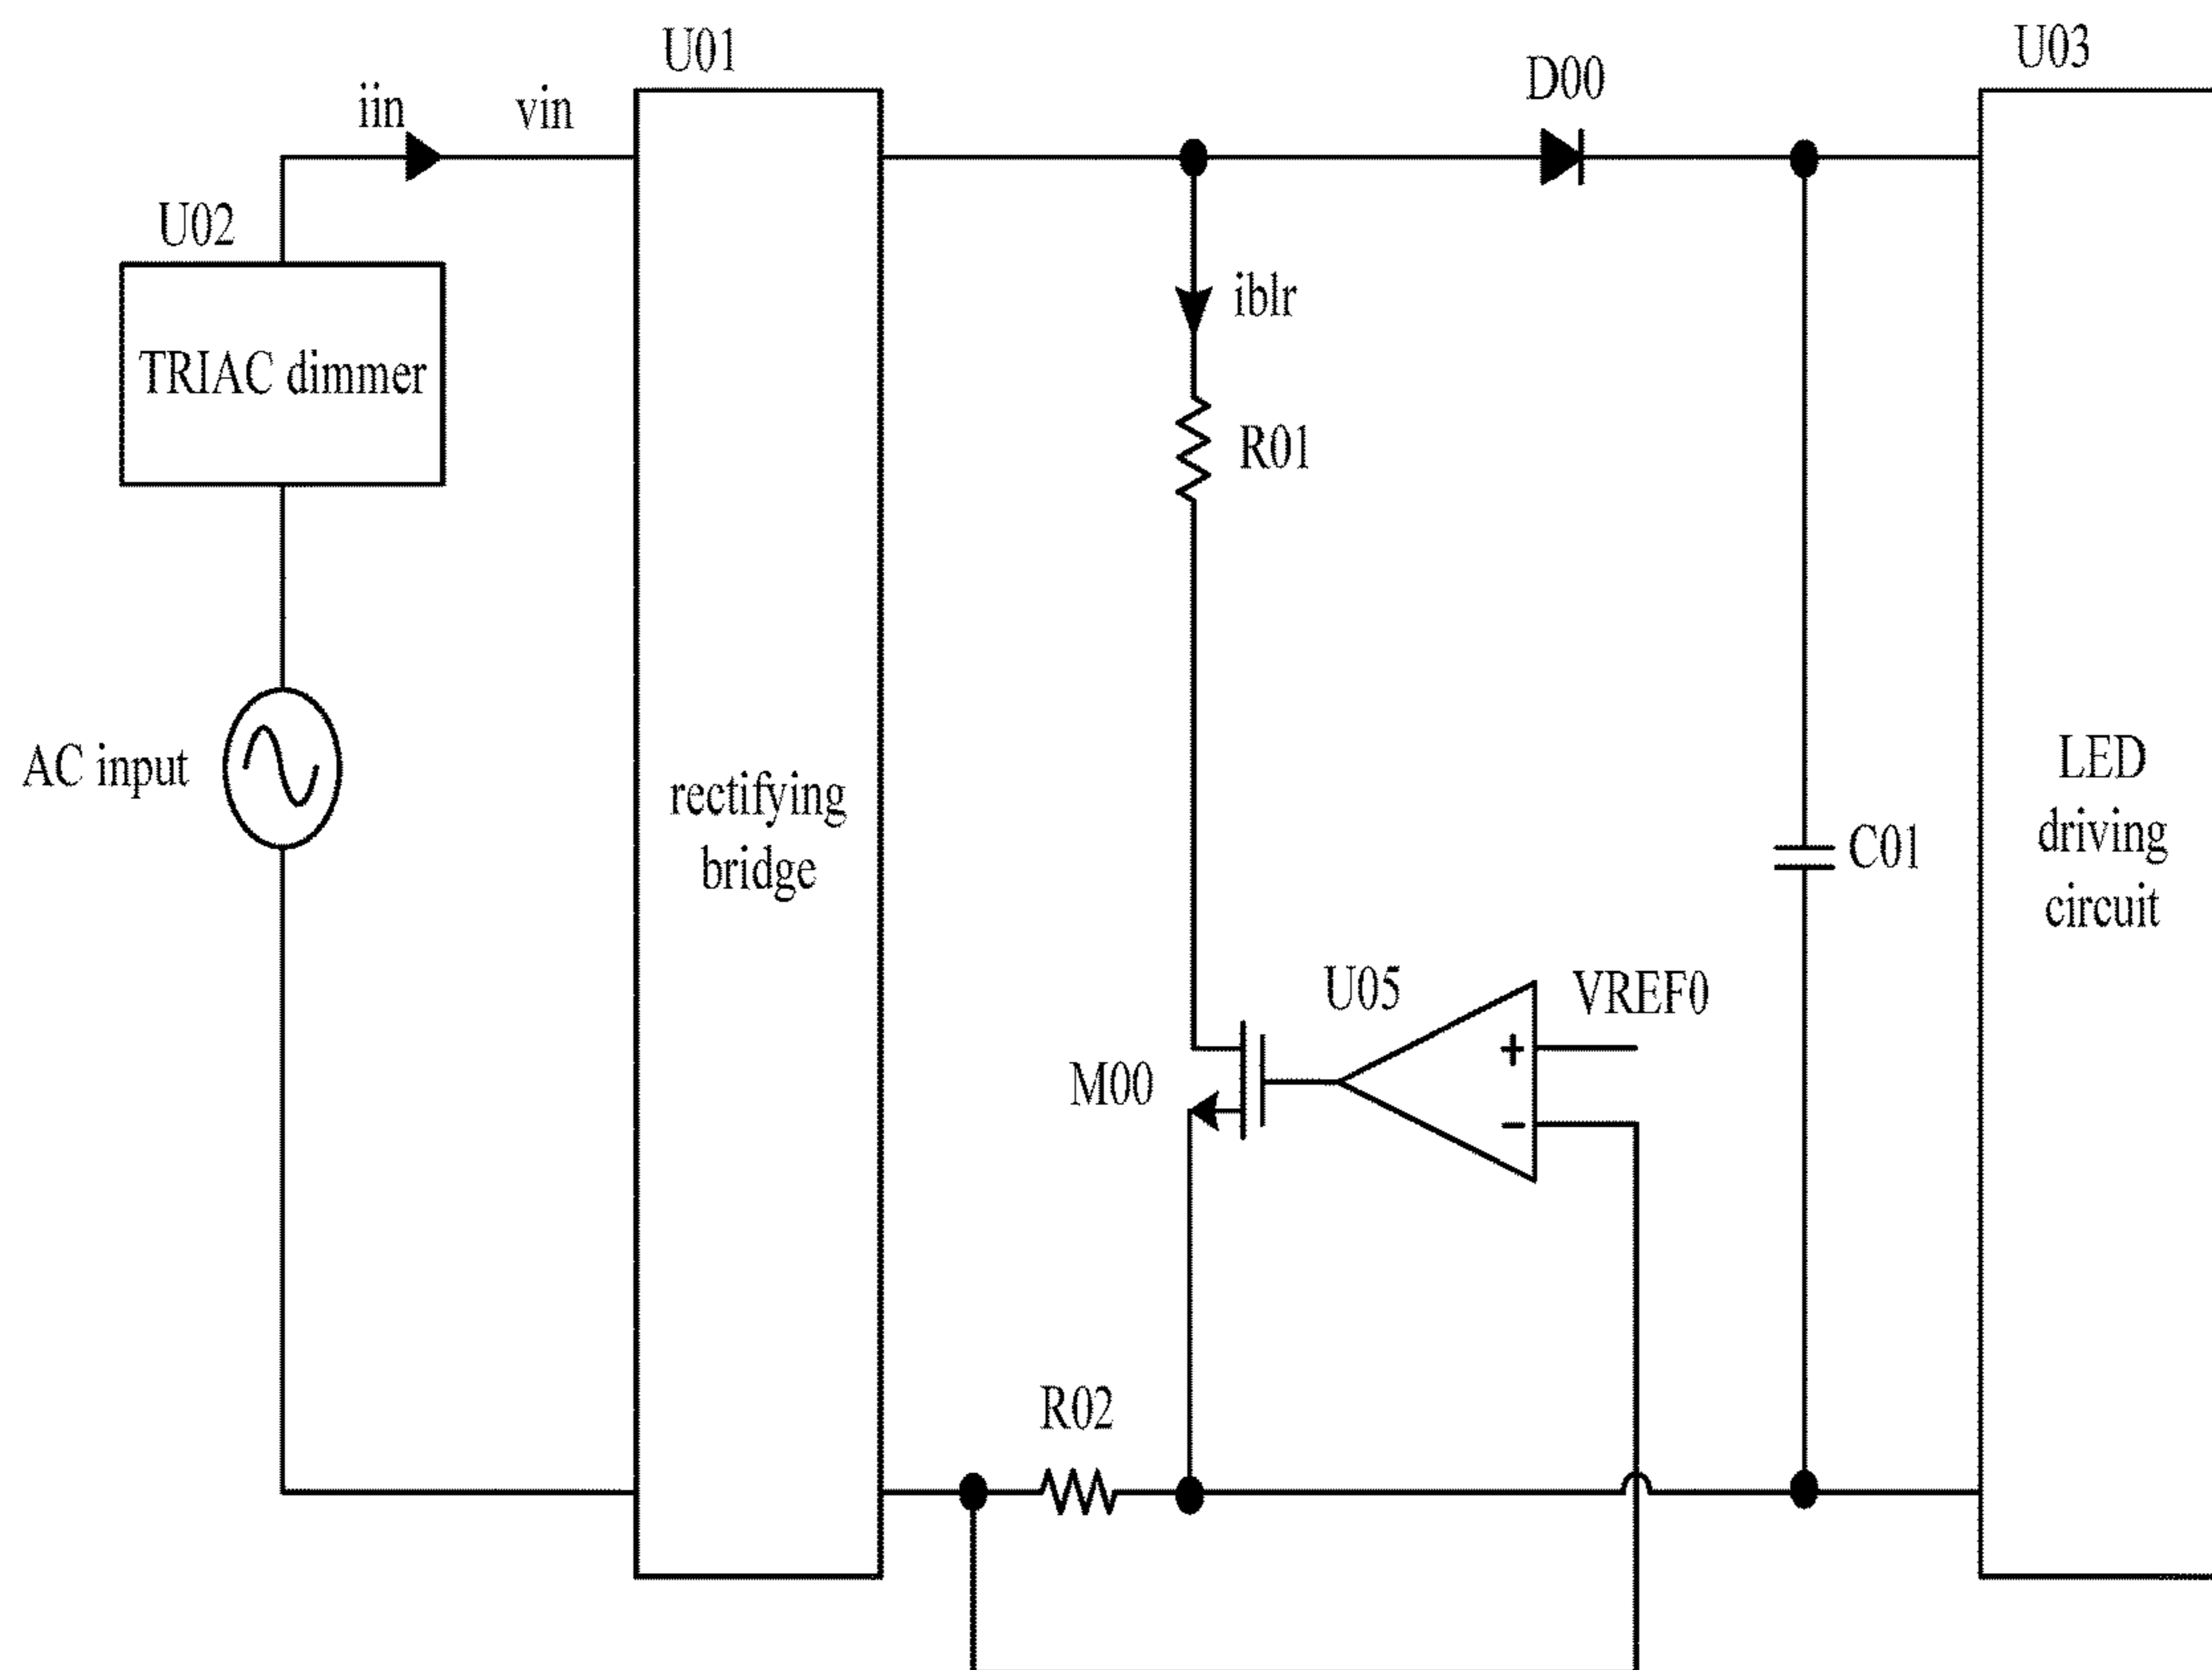 U01
U03
D00
iin
vin
U02
iblr
TRIAC dimmer
R01
AC input
rectifying
bridge
LED
driving
circuit
C01
U05
VREF0
+
M00
−
R02